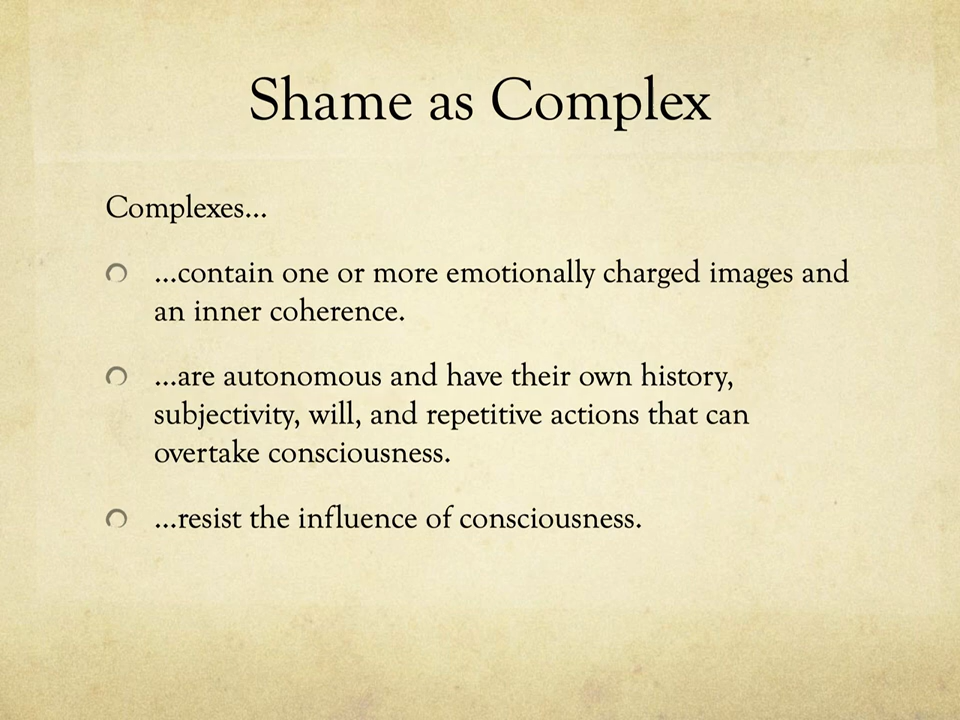 Shame as Complex
Complexes...
...contain one or more emotionally charged images and
an inner coherence.
...are autonomous and have their own history,
subjectivity, will, and repetitive actions that can
overtake consciousness.
...resist the influence of consciousness.